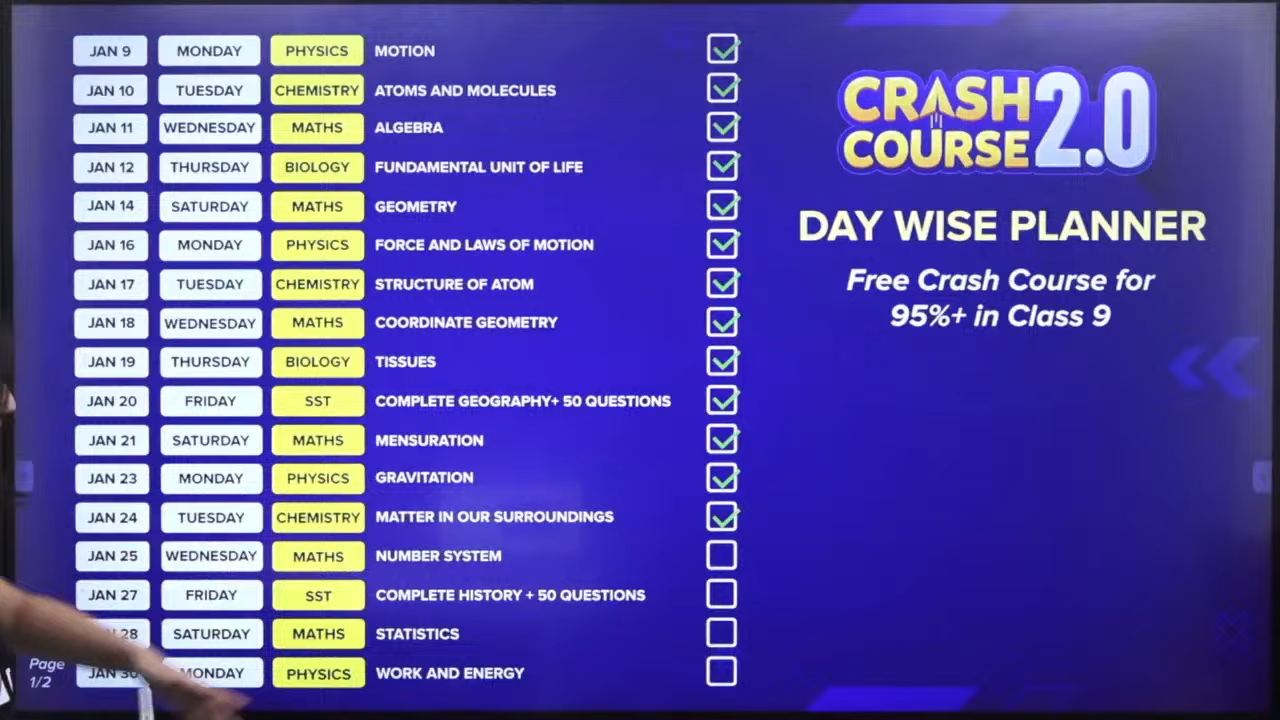 JAN 9 MONDAY PHYSICS MOTION
JAN 10 TUESDAY CHEMISTRY ATOMS AND MOLECULES
JAN 11 WEDNESDAY MATHS ALGEBRA
JAN 12 THURSDAY BIOLOGY FUNDAMENTAL UNIT OF LIFE
JAN 14 SATURDAY MATHS GEOMETRY
JAN 16 MONDAY PHYSICS FORCE AND LAWS OF MOTION
JAN 17 TUESDAY CHEMISTRY STRUCTURE OF ATOM
JAN 18 WEDNESDAY MATHS COORDINATE GEOMETRY
JAN 19 THURSDAY BIOLOGY TISSUES
JAN 20 FRIDAY SST COMPLETE GEOGRAPHY+ 50 QUESTIONS
JAN 21 SATURDAY MATHS MENSURATION
JAN 23 MONDAY PHYSICS GRAVITATION
JAN 24 TUESDAY CHEMISTRY MATTER IN OUR SURROUNDINGS
JAN 25 WEDNESDAY MATHS NUMBER SYSTEM
JAN 27 FRIDAY SST COMPLETE HISTORY + 50 QUESTIONS
28 SATURDAY MATHS STATISTICS
JAN 30 MONDAY PHYSICS WORK AND ENERGY
Page
1/2
CRASH
COURSE 2.0
DAY WISE PLANNER
Free Crash Course for
95%+ in Class 9